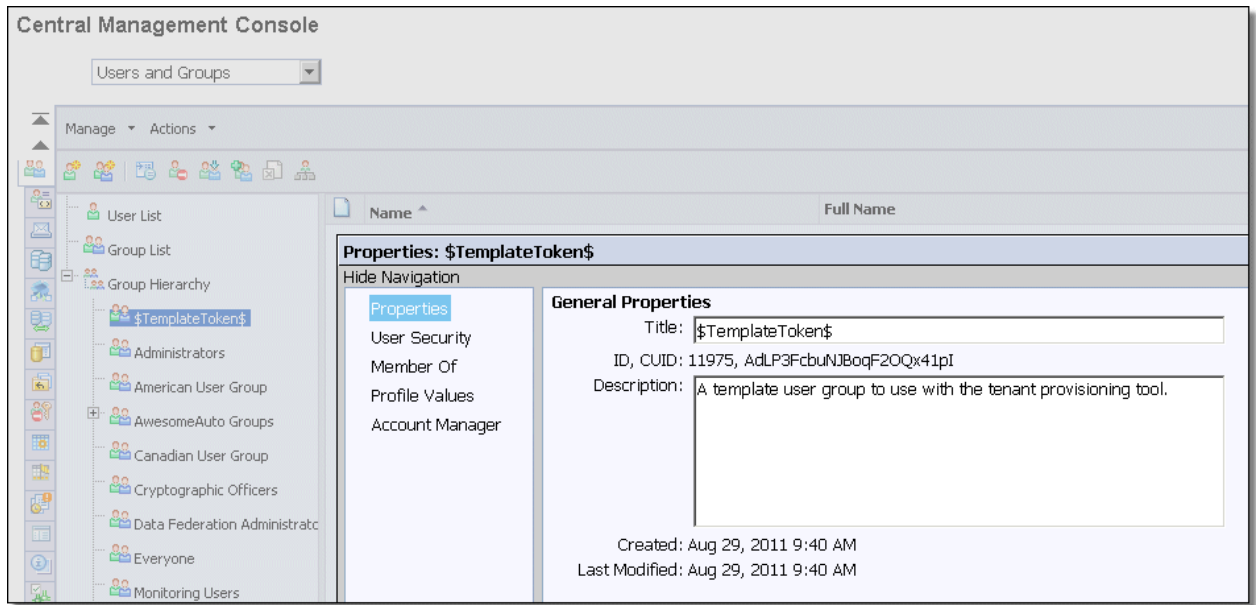 Central Management Console
Users and Groups
Manage Actions
User List
Group List
Group Hierarchy
$TemplateToken$
Administrators
American User Group
AwesomeAuto Groups
Canadian User Group
Cryptographic Officers
Data Federation Administratc
Everyone
Monitoring Users
Name Full Name
Properties: $TemplateToken$
Hide Navigation
Properties
User Security
Member Of
Profile Values
Account Manager
General Properties
Title: $TemplateToken$
ID, CUID: 11975, AdLP3FcbuNJBoqF2OQx41pI
Description: A template user group to use with the tenant provisioning tool.
Created: Aug 29, 2011 9:40 AM
Last Modified: Aug 29, 2011 9:40 AM